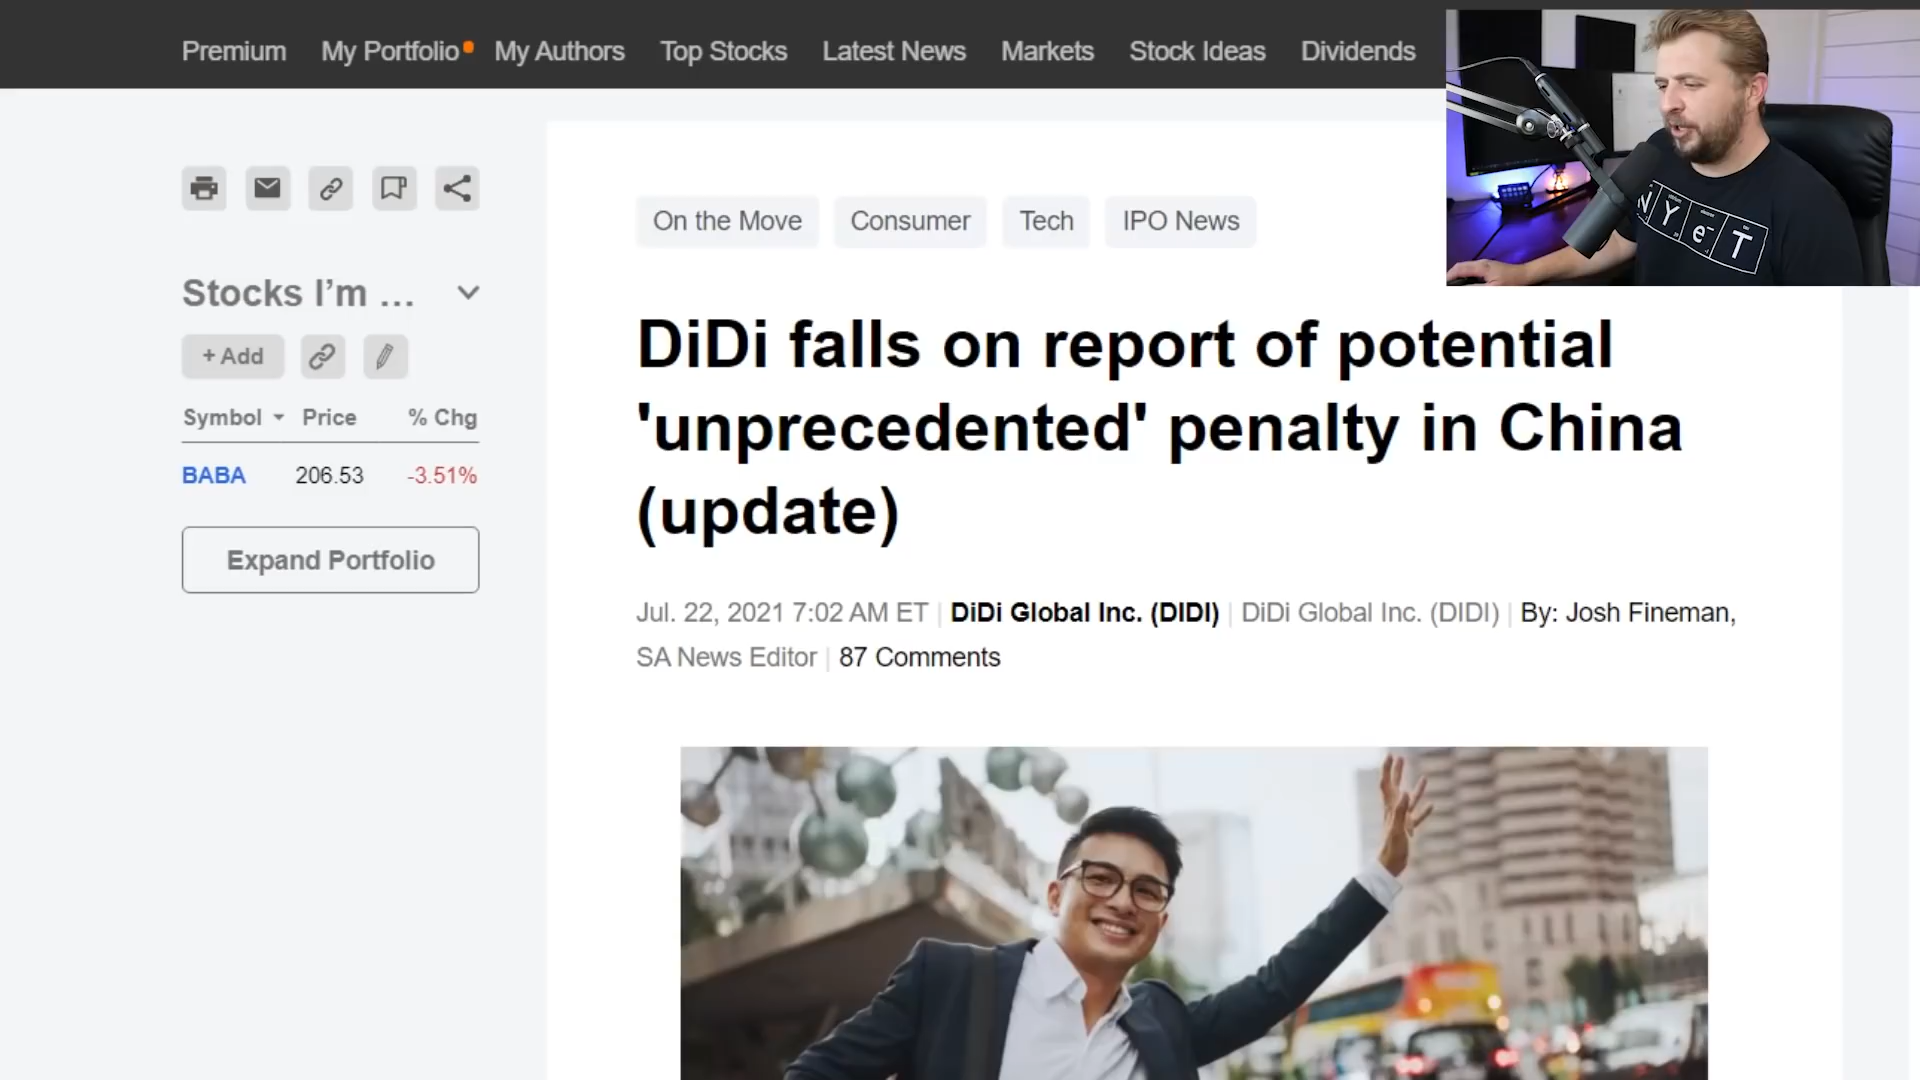 Premium My Portfolio My Authors Top Stocks Latest News Markets Stock Ideas Dividends
Stocks I'm ...
+ Add
Symbol Price % Chg
BABA 206.53 -3.51%
Expand Portfolio
On the Move Consumer Tech IPO News
DiDi falls on report of potential
'unprecedented' penalty in China
(update)
Jul. 22, 2021 7:02 AM ET | DiDi Global Inc. (DIDI) | DiDi Global Inc. (DIDI) | By: Josh Fineman,
SA News Editor | 87 Comments
N Y e- T